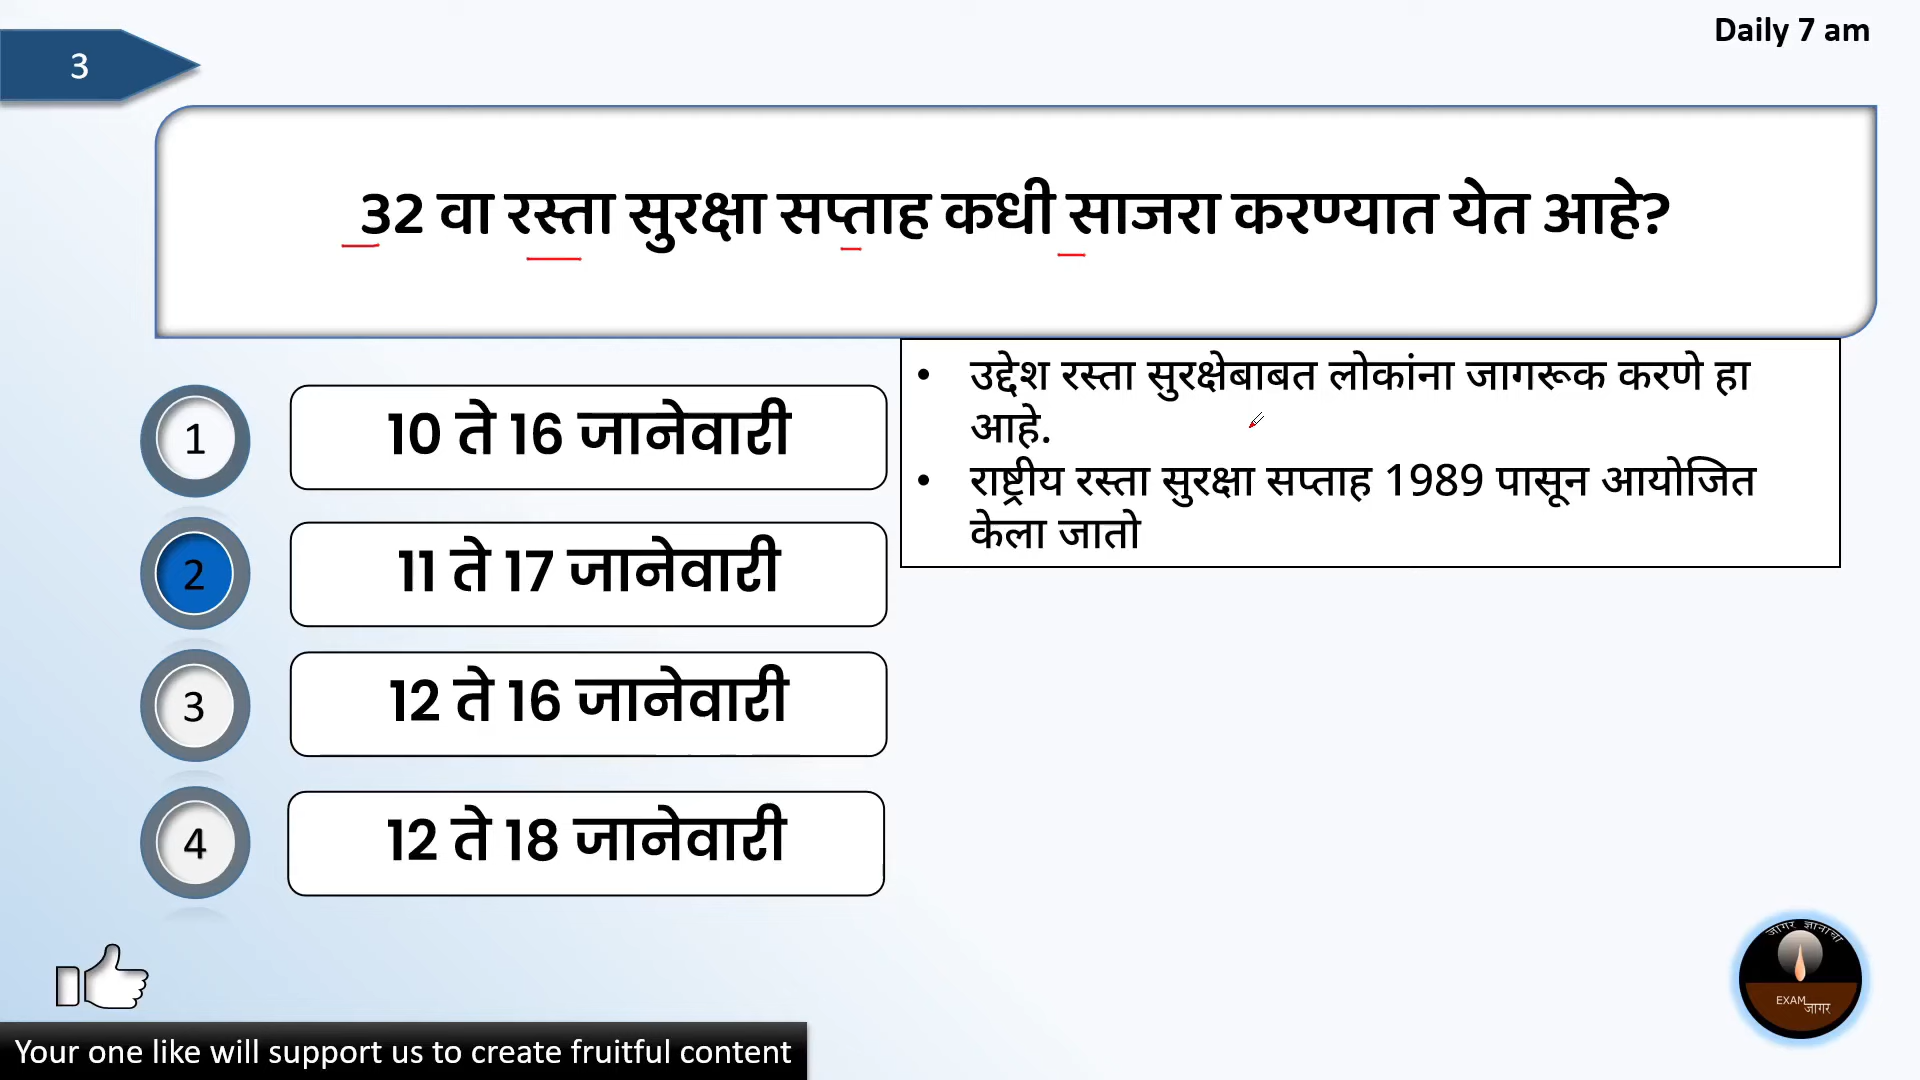 Daily 7 am
3
32 वा रस्ता सुरक्षा सप्ताह कधी साजरा करण्यात येत आहे?
• उद्देश रस्ता सुरक्षेबाबत लोकांना जागरूक करणे हा
आहे.
• राष्ट्रीय रस्ता सुरक्षा सप्ताह 1989 पासून आयोजित
केला जातो
1
10 ते 16 जानेवारी
2
11 ते 17 जानेवारी
3
12 ते 16 जानेवारी
4
12 ते 18 जानेवारी
जागर ज्ञानाचा
EXAM
जागर
Your one like will support us to create fruitful content